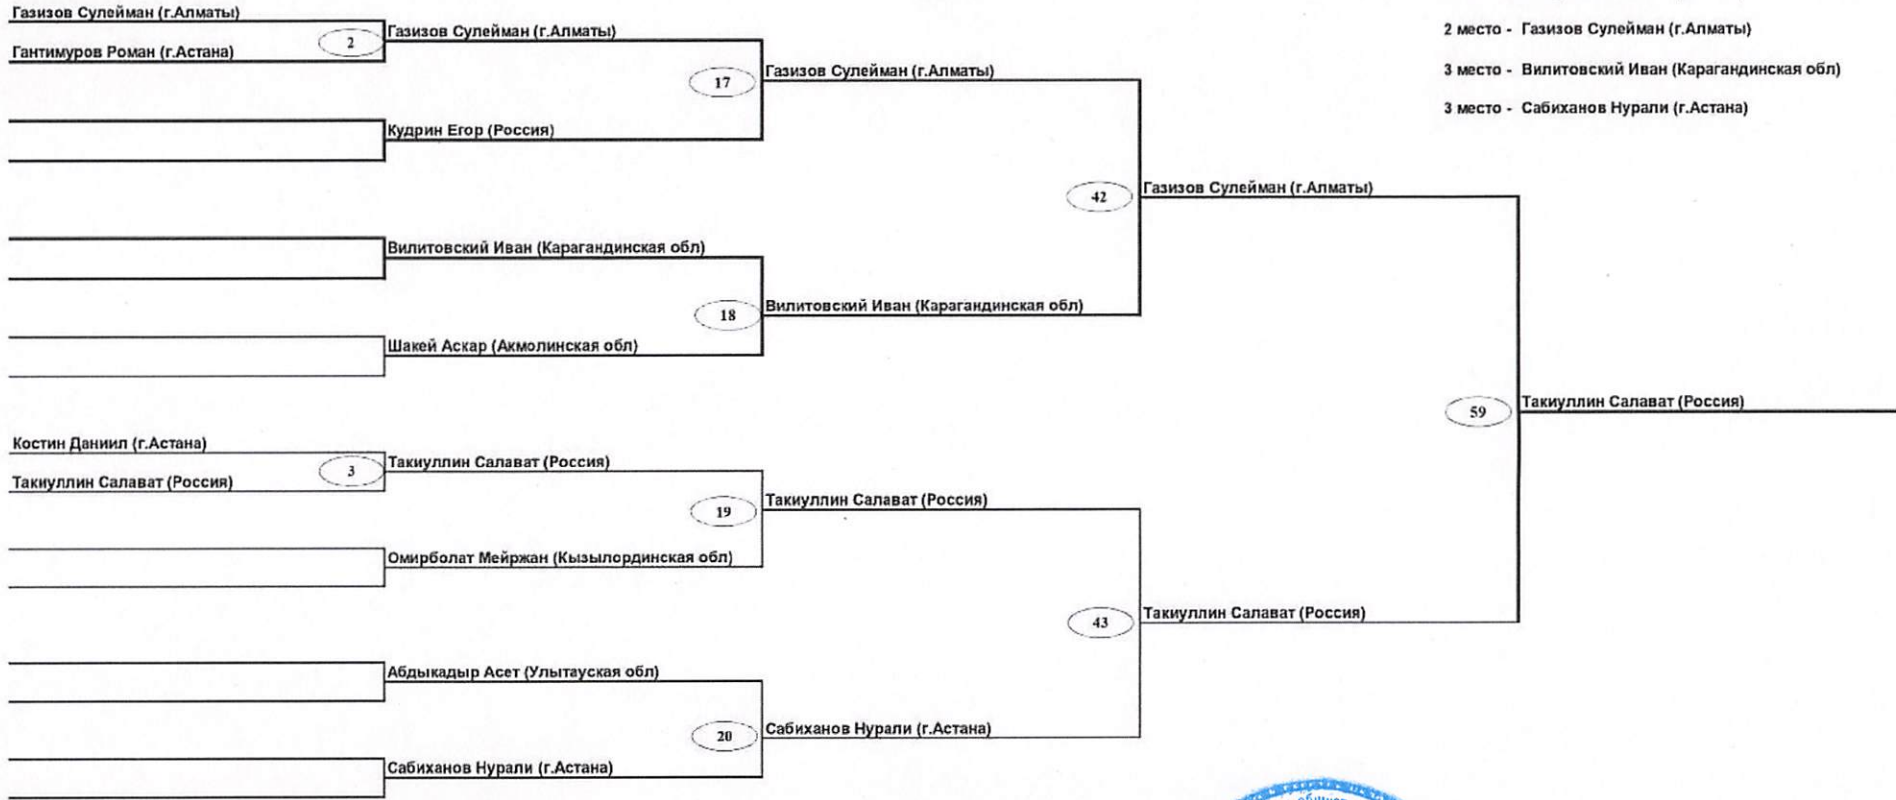 Газизов Сулейман (г.Алматы)
Гантимуров Роман (г.Астана)
2
Газизов Сулейман (г.Алматы)
Кудрин Егор (Россия)
17
Газизов Сулейман (г.Алматы)
Вилитовский Иван (Карагандинская обл)
Шакей Аскар (Акмолинская обл)
18
Вилитовский Иван (Карагандинская обл)
42
Газизов Сулейман (г.Алматы)
Костин Даниил (г.Астана)
Такиуллин Салават (Россия)
3
Такиуллин Салават (Россия)
Омирболат Мейржан (Кызылординская обл)
19
Такиуллин Салават (Россия)
Абдыкадыр Асет (Улытауская обл)
Сабиханов Нурали (г.Астана)
20
Сабиханов Нурали (г.Астана)
43
Такиуллин Салават (Россия)
59
Такиуллин Салават (Россия)
2 место - Газизов Сулейман (г.Алматы)
3 место - Вилитовский Иван (Карагандинская обл)
3 место - Сабиханов Нурали (г.Астана)